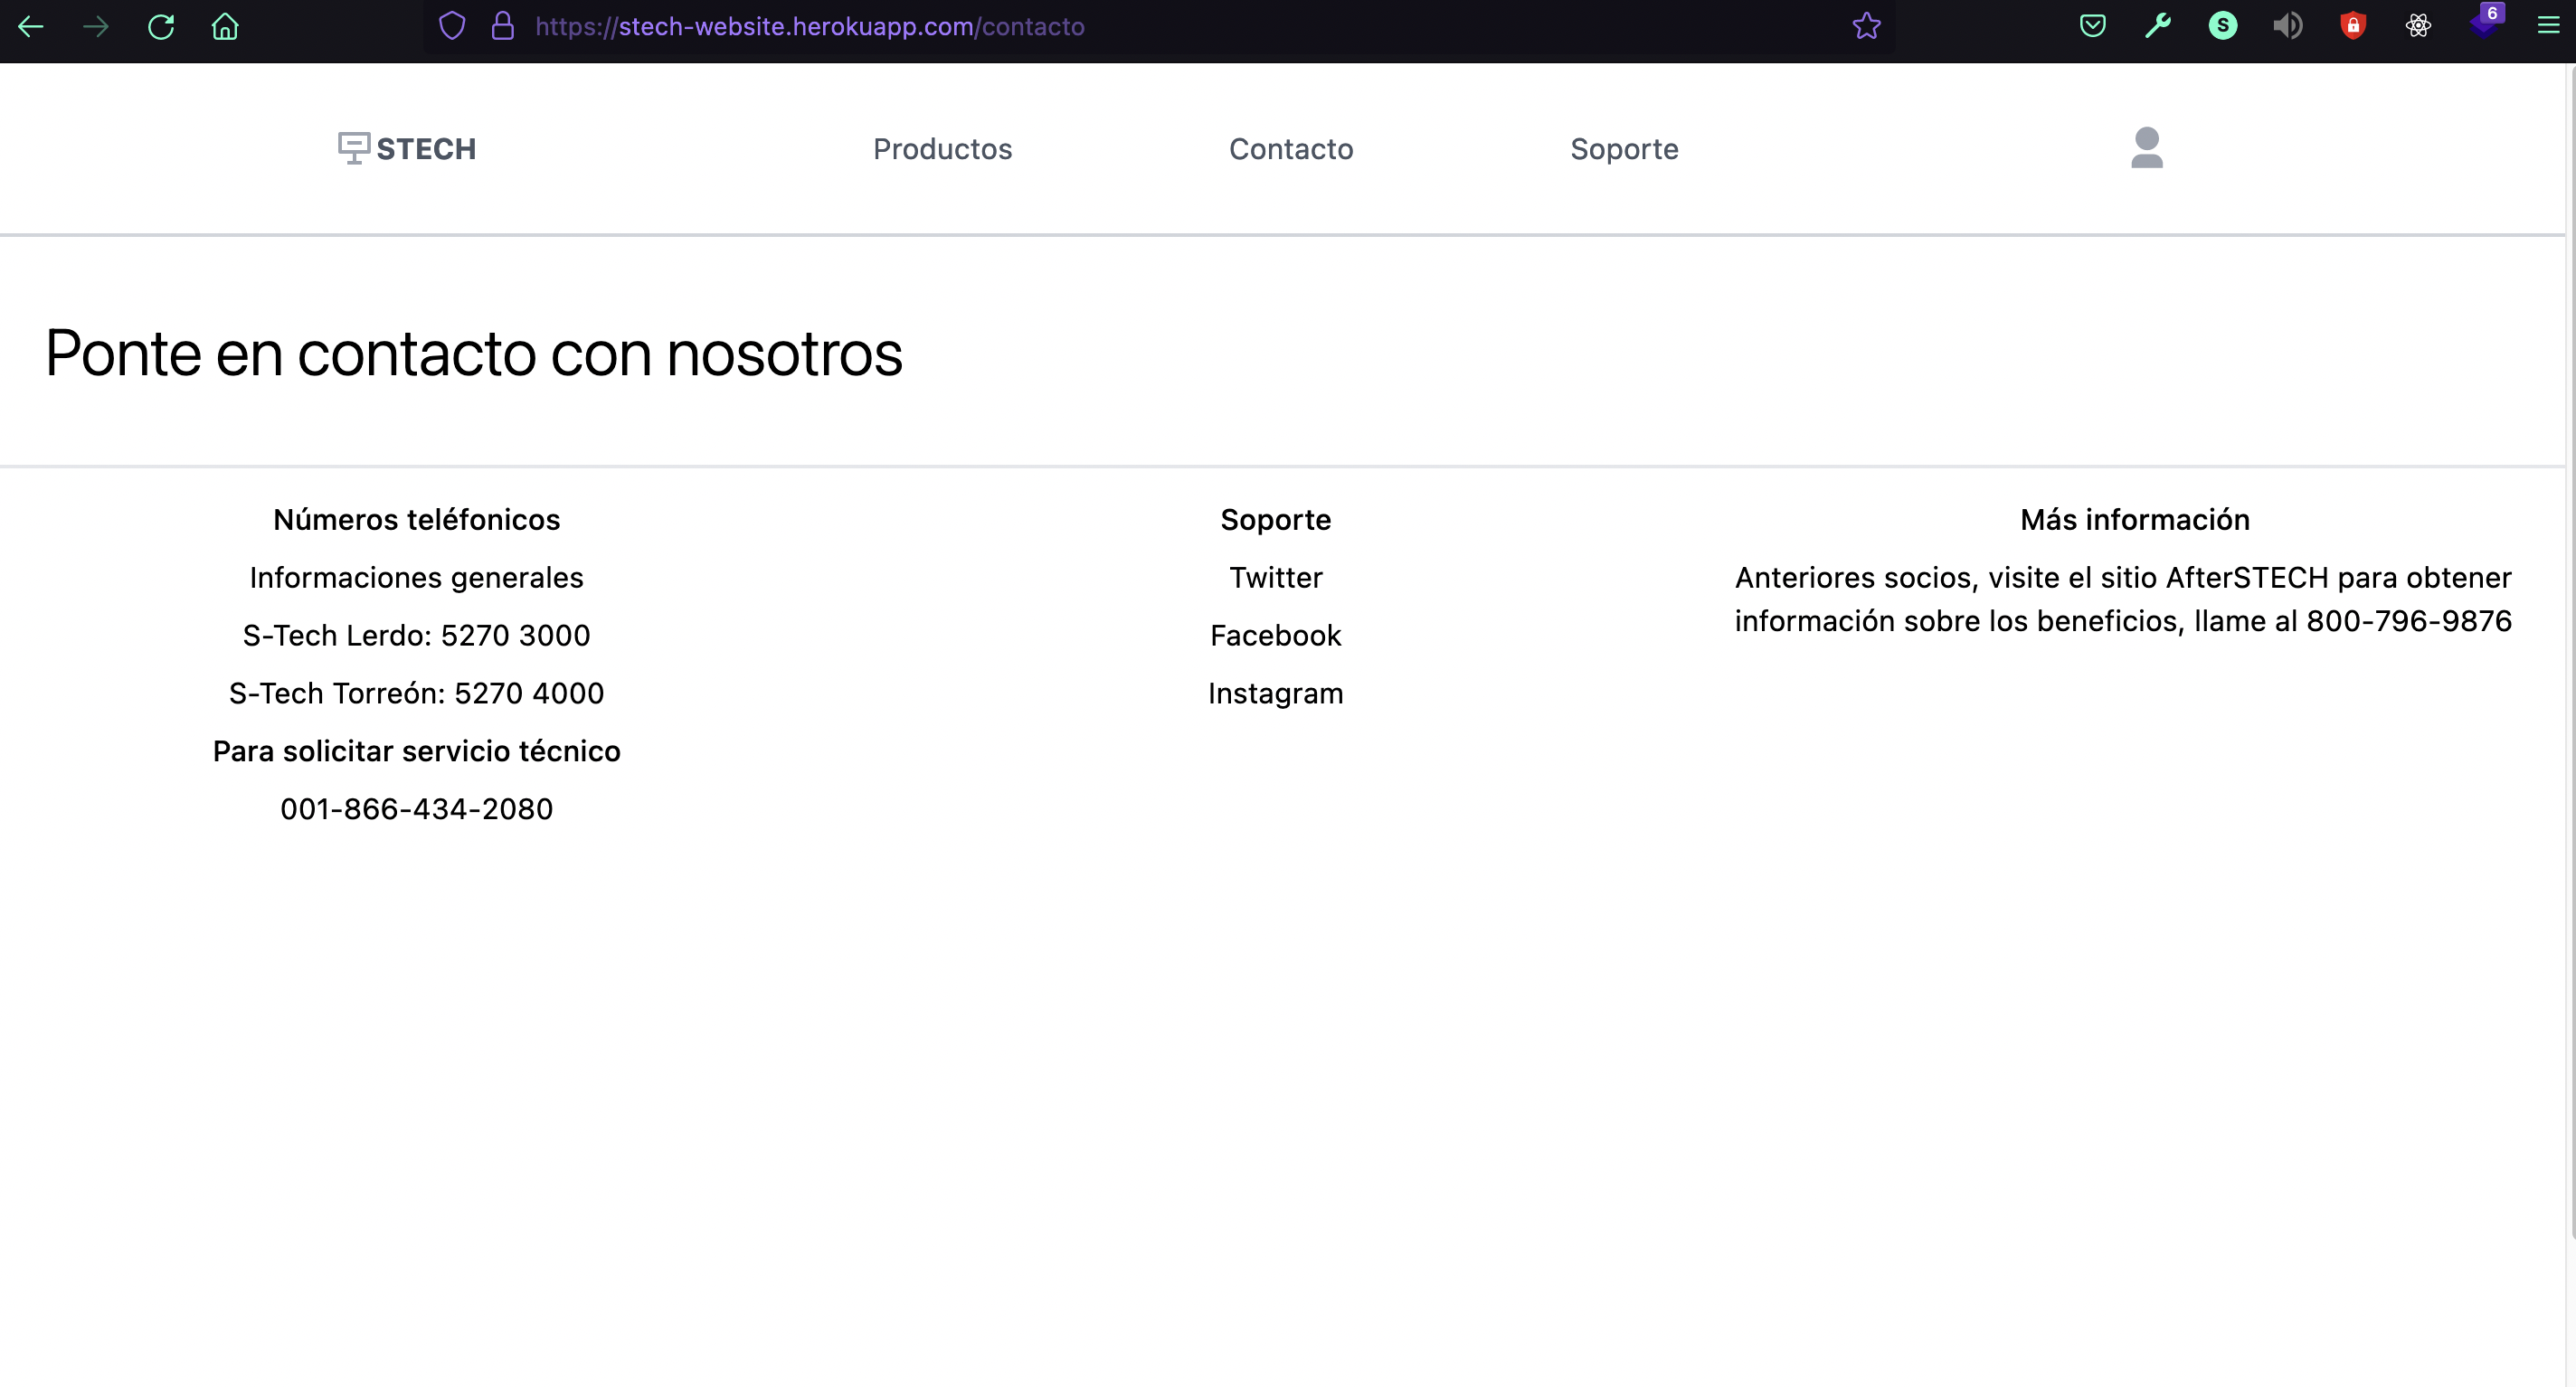 https://stech-website.herokuapp.com/contacto
S
6
STECH
Productos
Contacto
Soporte
Ponte en contacto con nosotros
Números teléfonicos
Informaciones generales
S-Tech Lerdo: 5270 3000
S-Tech Torreón: 5270 4000
Para solicitar servicio técnico
001-866-434-2080
Soporte
Twitter
Facebook
Instagram
Más información
Anteriores socios, visite el sitio AfterSTECH para obtener
información sobre los beneficios, llame al 800-796-9876